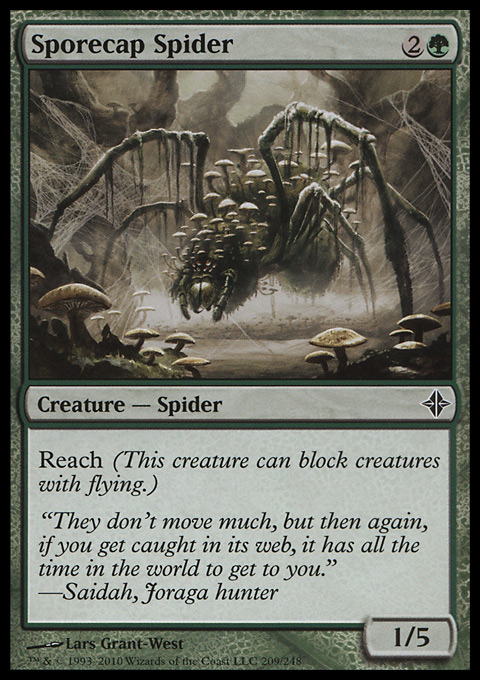 Sporecap Spider 2
Creature — Spider
Reach (This creature can block creatures
with flying.)
“They don’t move much, but then again,
if you get caught in its web, it has all the
time in the world to get to you.”
—Saidah, Joraga hunter
Lars Grant-West
1/5
™ & © 1993–2010 Wizards of the Coast LLC 209/248